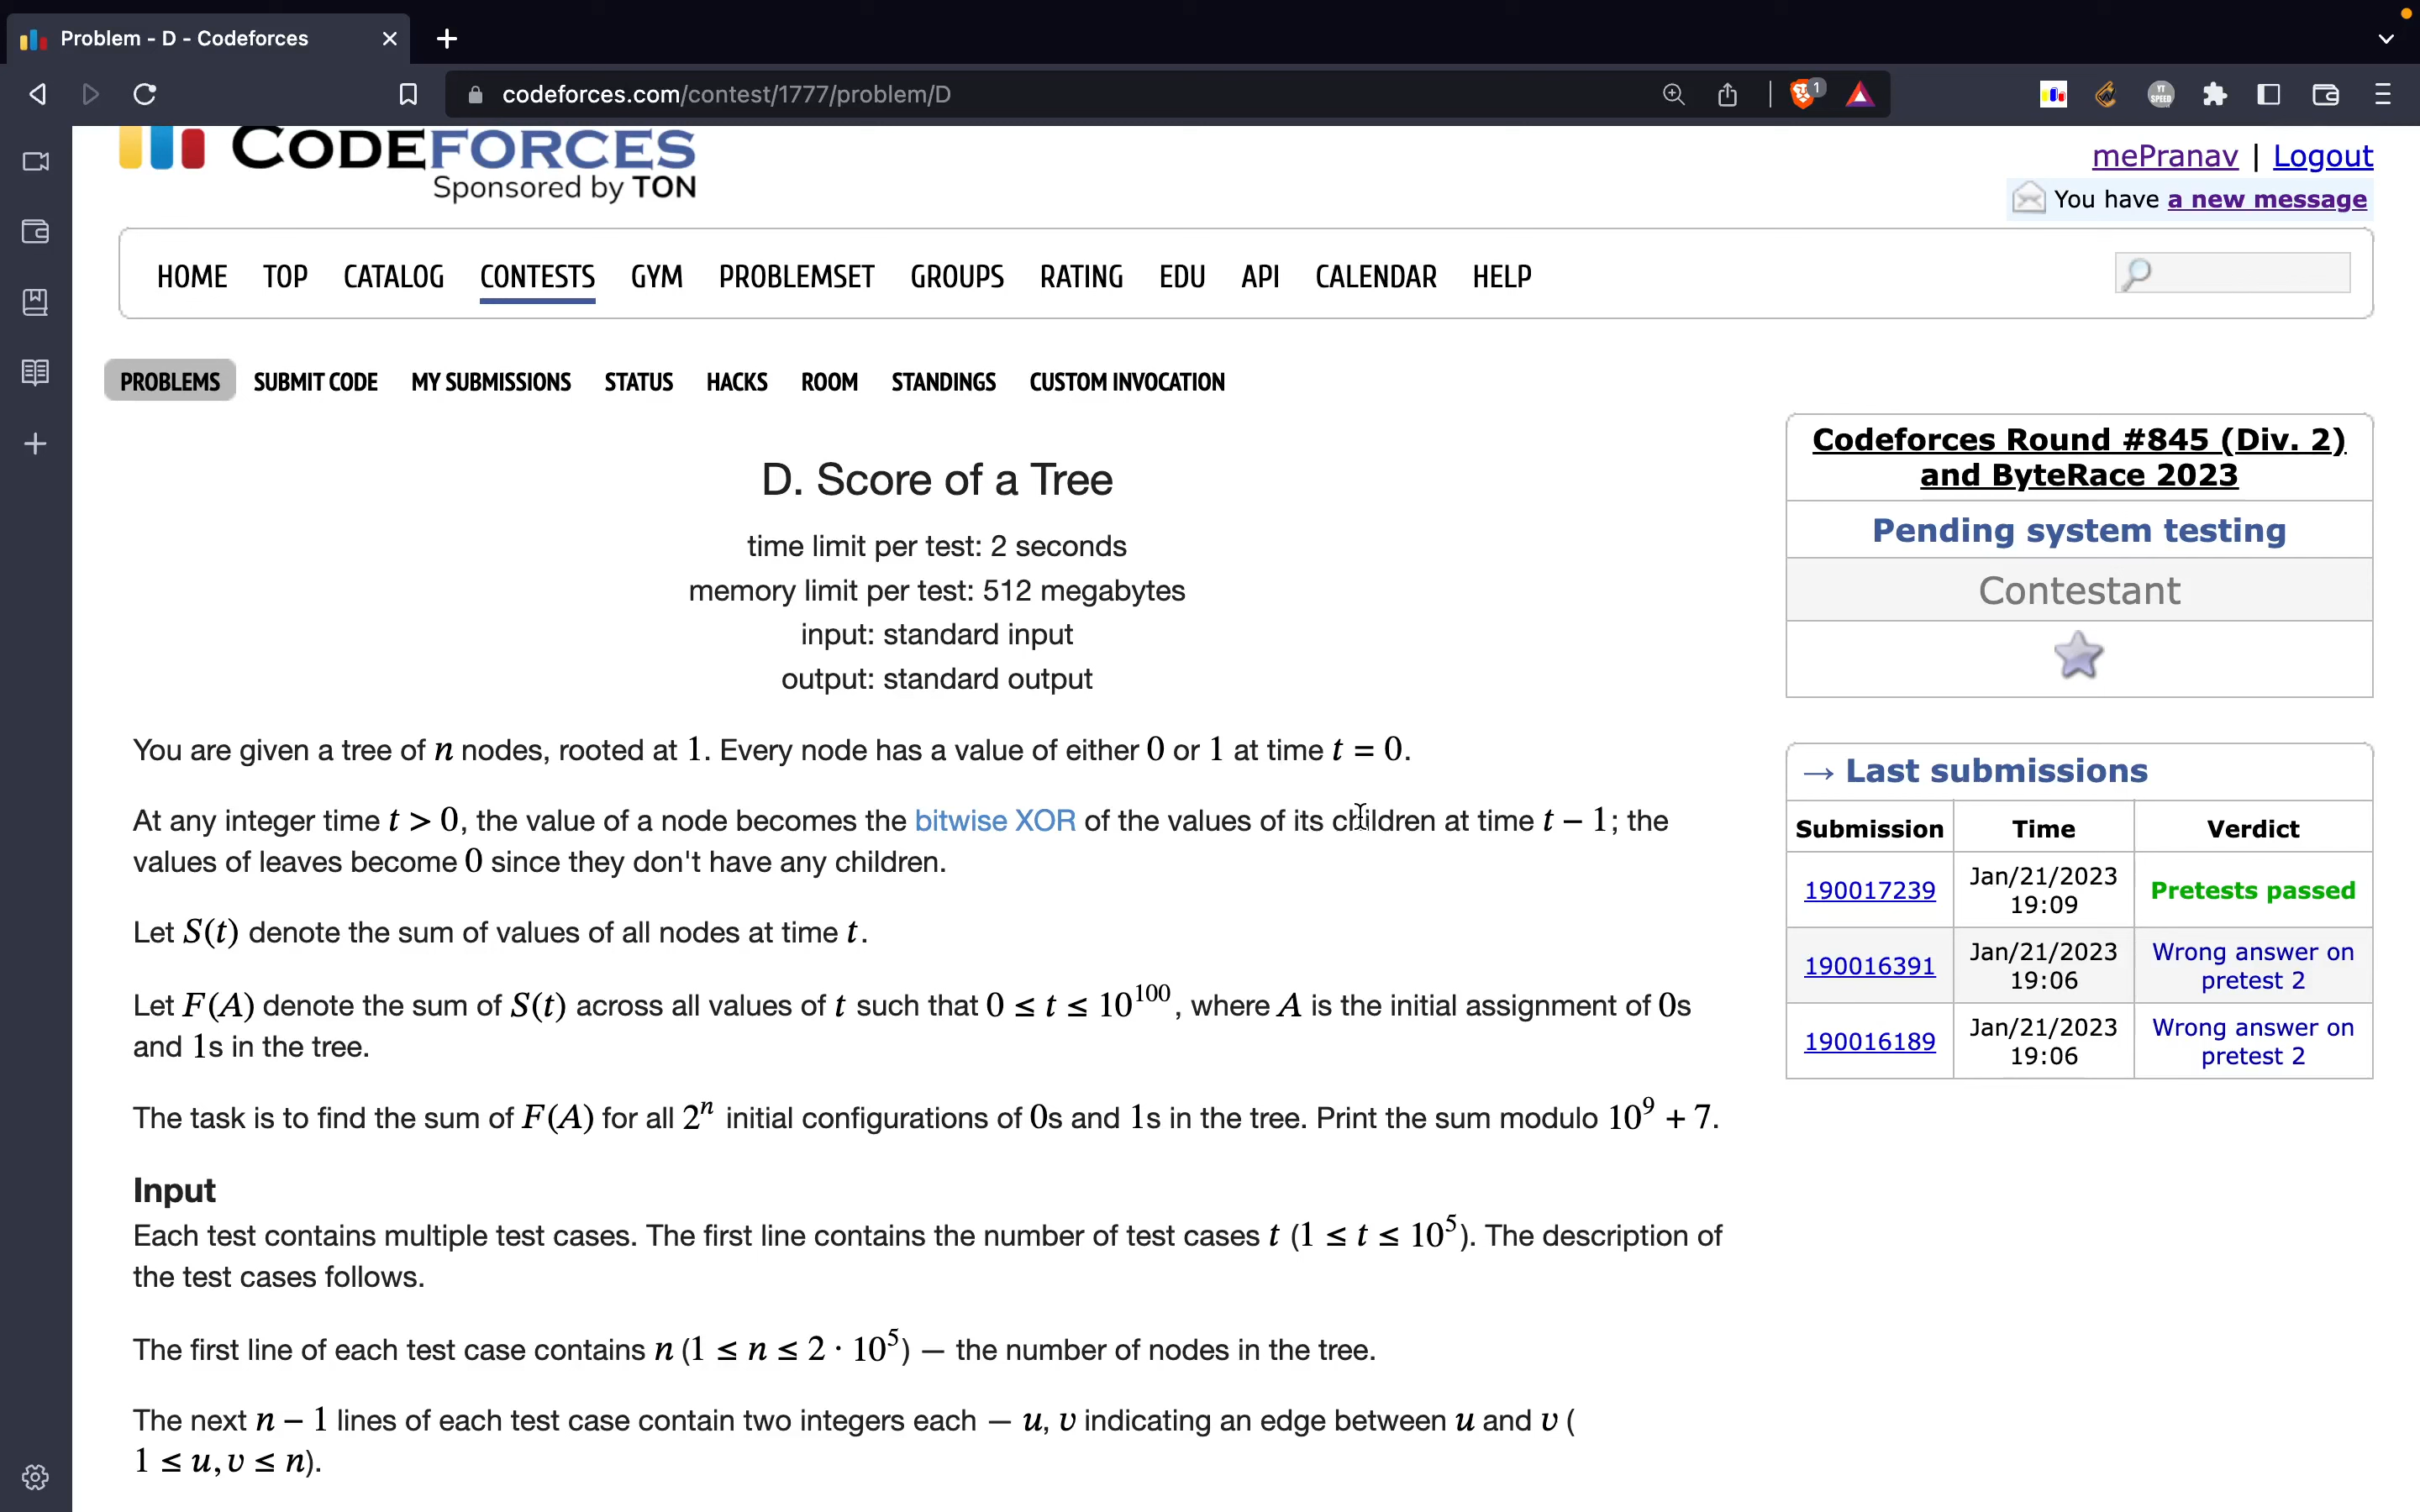 Problem - D - Codeforces
codeforces.com/contest/1777/problem/D
1
YT SPEED
CODEFORCES
Sponsored by TON
mePranav | Logout
You have a new message
HOME TOP CATALOG CONTESTS GYM PROBLEMSET GROUPS RATING EDU API CALENDAR HELP
PROBLEMS SUBMIT CODE MY SUBMISSIONS STATUS HACKS ROOM STANDINGS CUSTOM INVOCATION
D. Score of a Tree
time limit per test: 2 seconds
memory limit per test: 512 megabytes
input: standard input
output: standard output
You are given a tree of n nodes, rooted at 1. Every node has a value of either 0 or 1 at time t = 0.
At any integer time t > 0, the value of a node becomes the bitwise XOR of the values of its children at time t − 1; the
values of leaves become 0 since they don't have any children.
Let S(t) denote the sum of values of all nodes at time t.
Let F(A) denote the sum of S(t) across all values of t such that 0 ≤ t ≤ 10^100, where A is the initial assignment of 0s
and 1s in the tree.
The task is to find the sum of F(A) for all 2^n initial configurations of 0s and 1s in the tree. Print the sum modulo 10^9 + 7.
Input
Each test contains multiple test cases. The first line contains the number of test cases t (1 ≤ t ≤ 10^5). The description of
the test cases follows.
The first line of each test case contains n (1 ≤ n ≤ 2 · 10^5) — the number of nodes in the tree.
The next n − 1 lines of each test case contain two integers each — u, v indicating an edge between u and v (
1 ≤ u, v ≤ n).
Codeforces Round #845 (Div. 2)
and ByteRace 2023
Pending system testing
Contestant
→ Last submissions
Submission Time Verdict
190017239 Jan/21/2023 19:09 Pretests passed
190016391 Jan/21/2023 19:06 Wrong answer on pretest 2
190016189 Jan/21/2023 19:06 Wrong answer on pretest 2